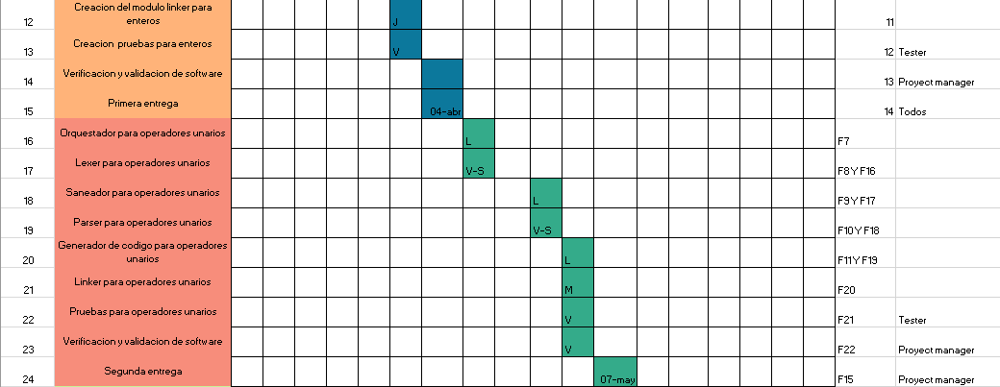 12 Creacion del modulo linker para enteros J 11
13 Creacion pruebas para enteros V 12 Tester
14 Verificacion y validacion de software 13 Proyect manager
15 Primera entrega 04-abr 14 Todos
16 Orquestador para operadores unarios L F7
17 Lexer para operadores unarios V-S F8 Y F16
18 Saneador para operadores unarios L F9 Y F17
19 Parser para operadores unarios V-S F10 Y F18
20 Generador de codigo para operadores unarios L F11 Y F19
21 Linker para operadores unarios M F20
22 Pruebas para operadores unarios V F21 Tester
23 Verificacion y validacion de software V F22 Proyect manager
24 Segunda entrega 07-may F15 Proyect manager